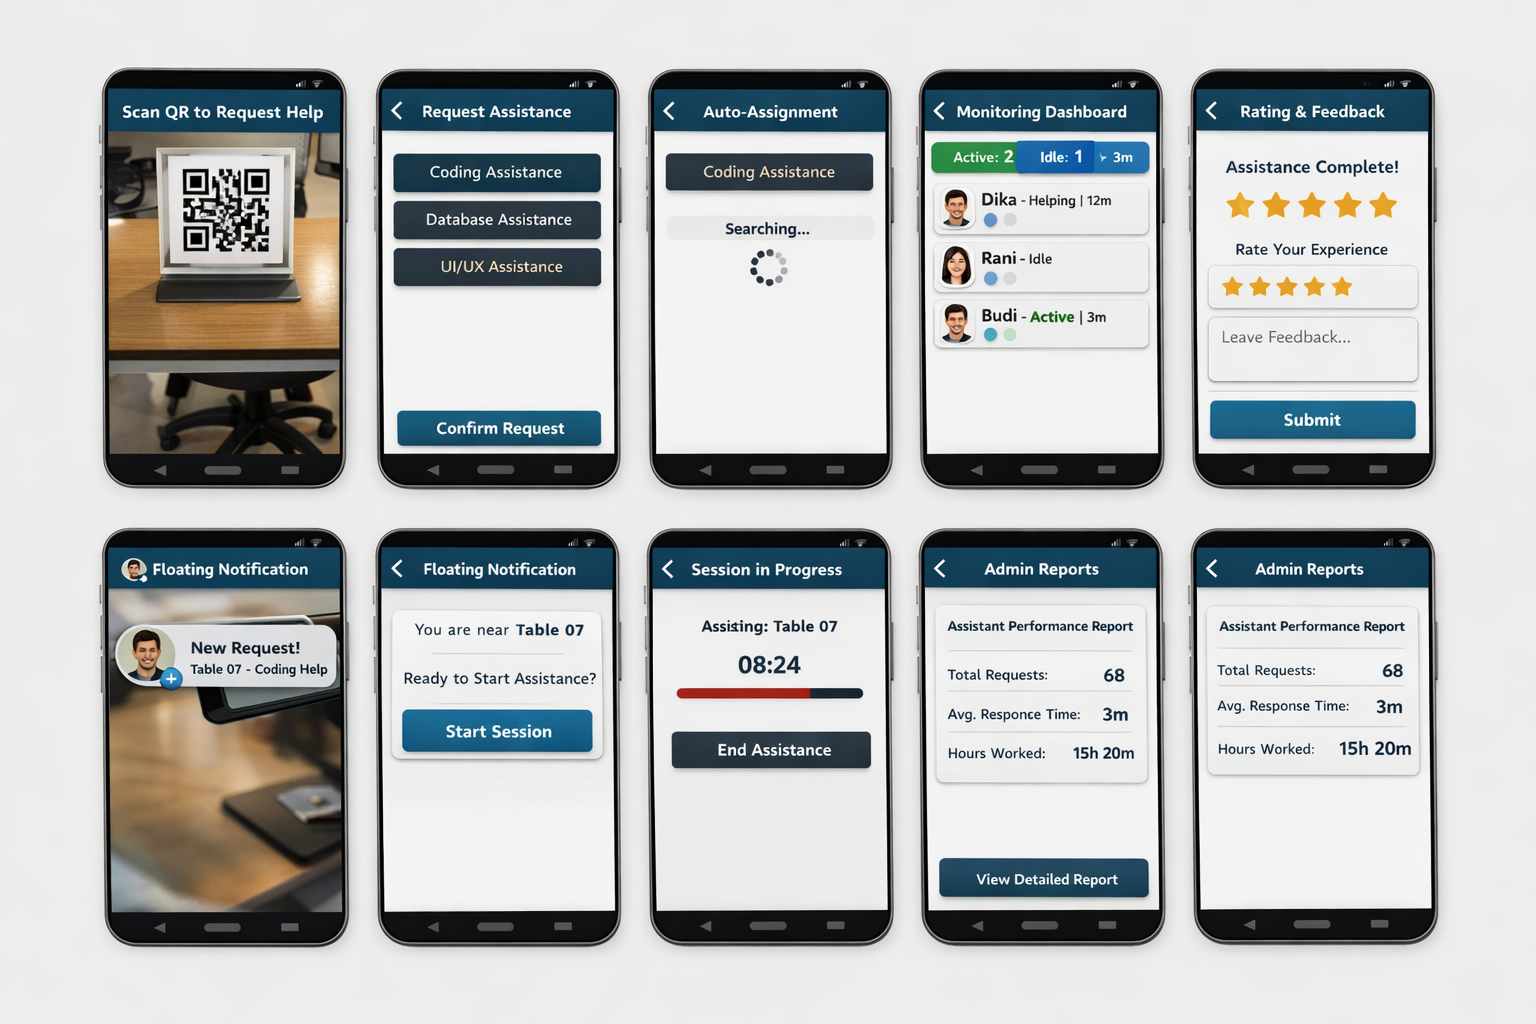 Scan QR to Request Help
Request Assistance
Coding Assistance
Database Assistance
UI/UX Assistance
Confirm Request
Auto-Assignment
Coding Assistance
Searching...
Monitoring Dashboard
Active: 2 Idle: 1 3m
Dika - Helping | 12m
Rani - Idle
Budi - Active | 3m
Rating & Feedback
Assistance Complete!
Rate Your Experience
Leave Feedback...
Submit
Floating Notification
New Request!
Table 07 - Coding Help
Floating Notification
You are near Table 07
Ready to Start Assistance?
Start Session
Session in Progress
Assisting: Table 07
08:24
End Assistance
Admin Reports
Assistant Performance Report
Total Requests: 68
Avg. Responce Time: 3m
Hours Worked: 15h 20m
View Detailed Report
Admin Reports
Assistant Performance Report
Total Requests: 68
Avg. Response Time: 3m
Hours Worked: 15h 20m